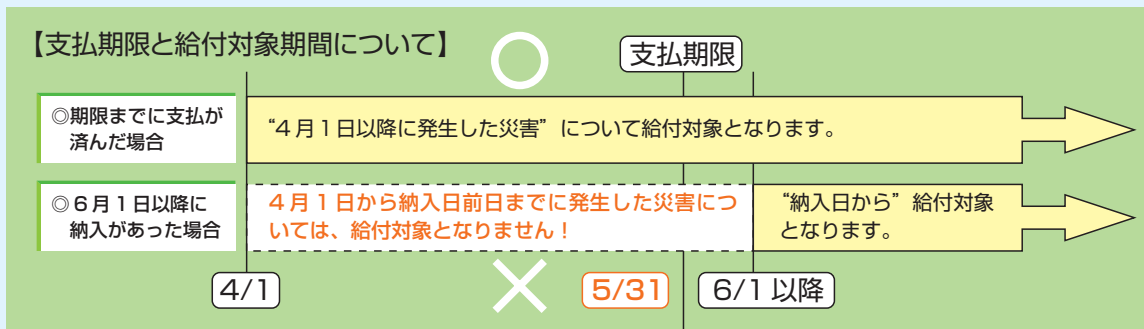 【支払期限と給付対象期間について】
支払期限
◎期限までに支払が
済んだ場合
“4月1日以降に発生した災害”について給付対象となります。
◎6月1日以降に
納入があった場合
4月1日から納入日前日までに発生した災害につ
いては、給付対象となりません！
“納入日から”給付対象
となります。
4/1
5/31
6/1以降